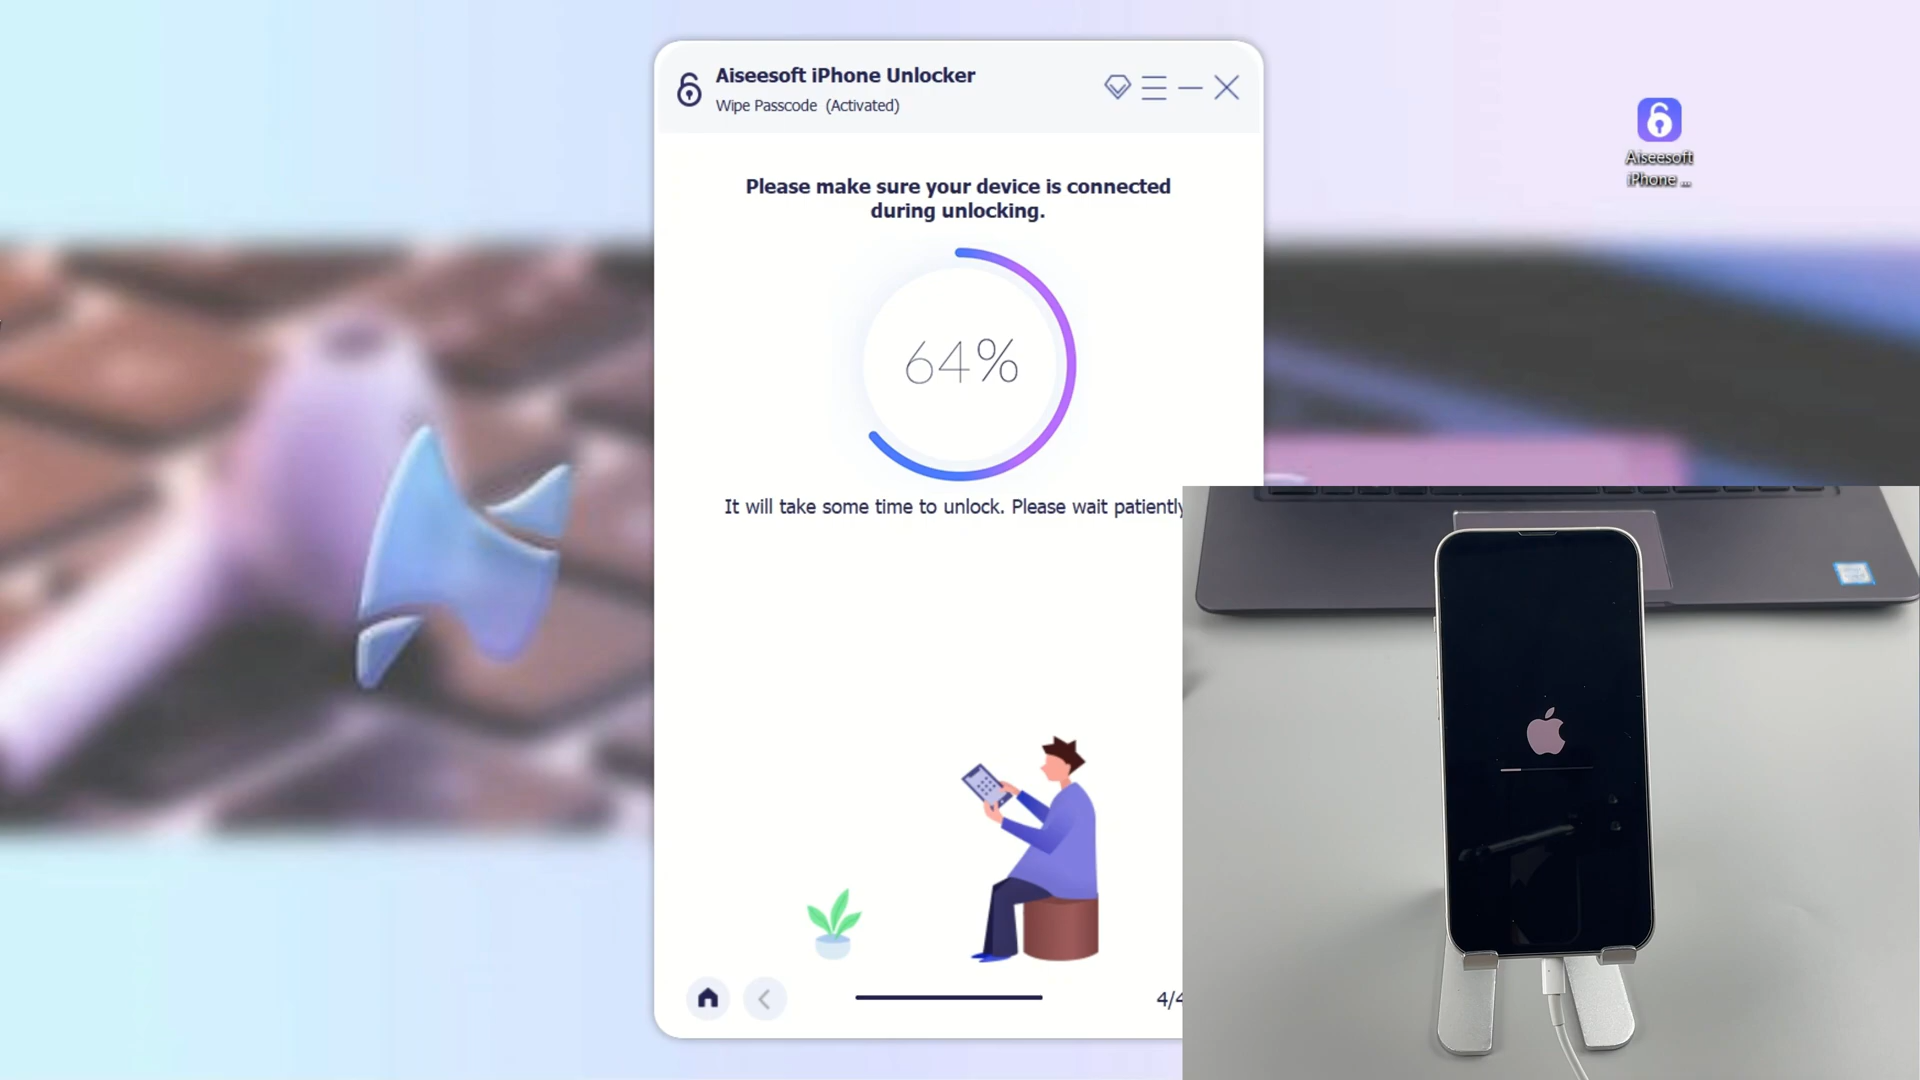 Aiseesoft iPhone Unlocker
Wipe Passcode (Activated)
Please make sure your device is connected
during unlocking.
64%
It will take some time to unlock. Please wait patiently
4/4
Aiseesoft
iPhone ...